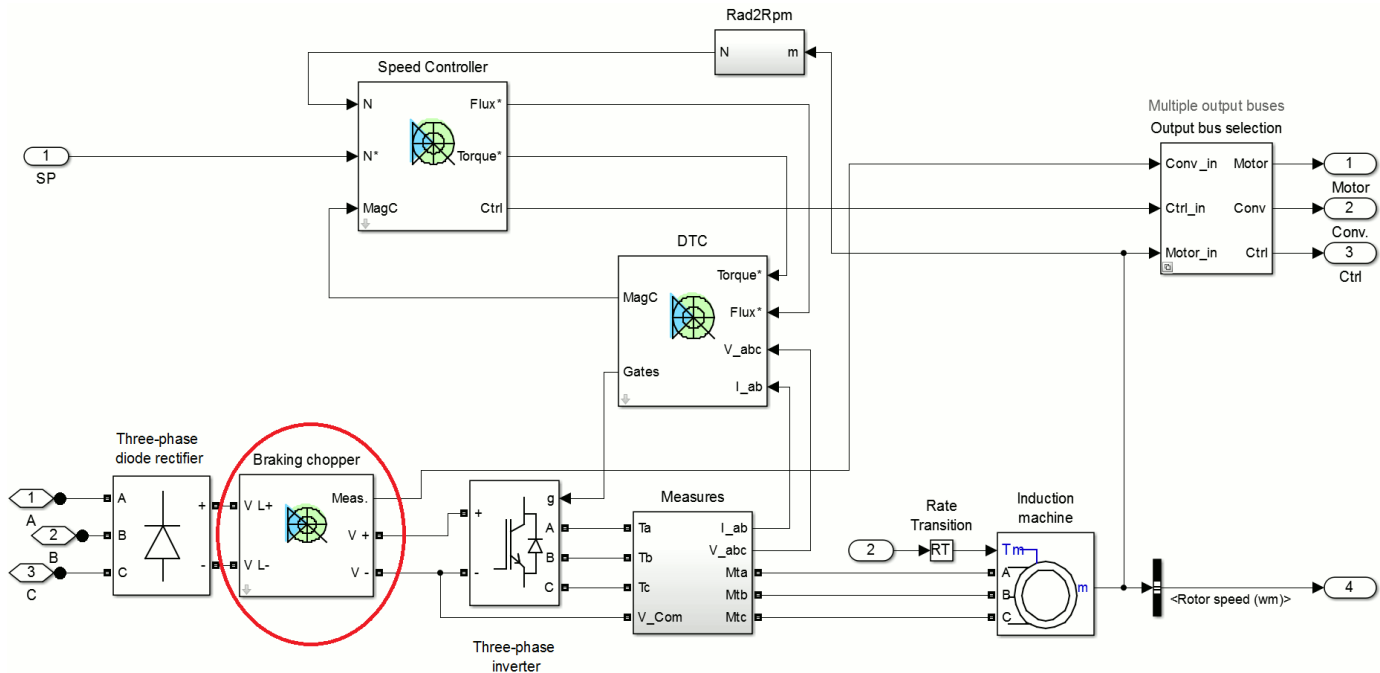 Rad2Rpm
N
m
Speed Controller
N
Flux*
N*
Torque*
MagC
Ctrl
1
SP
Multiple output buses
Output bus selection
Conv_in
Motor
Ctrl_in
Conv
Motor_in
Ctrl
1
Motor
2
Conv.
3
Ctrl
DTC
Torque*
MagC
Flux*
V_abc
Gates
I_ab
Three-phase
diode rectifier
1
A
2
B
3
C
A
+
B
C
-
Braking chopper
V L+
Meas.
V +
V L-
V -
g
+
A
B
-
C
Three-phase
inverter
Measures
Ta
I_ab
Tb
V_abc
Mta
Tc
Mtb
V_Com
Mtc
Rate
Transition
2
RT
Induction
machine
Tm
A
B
m
C
<Rotor speed (wm)>
4